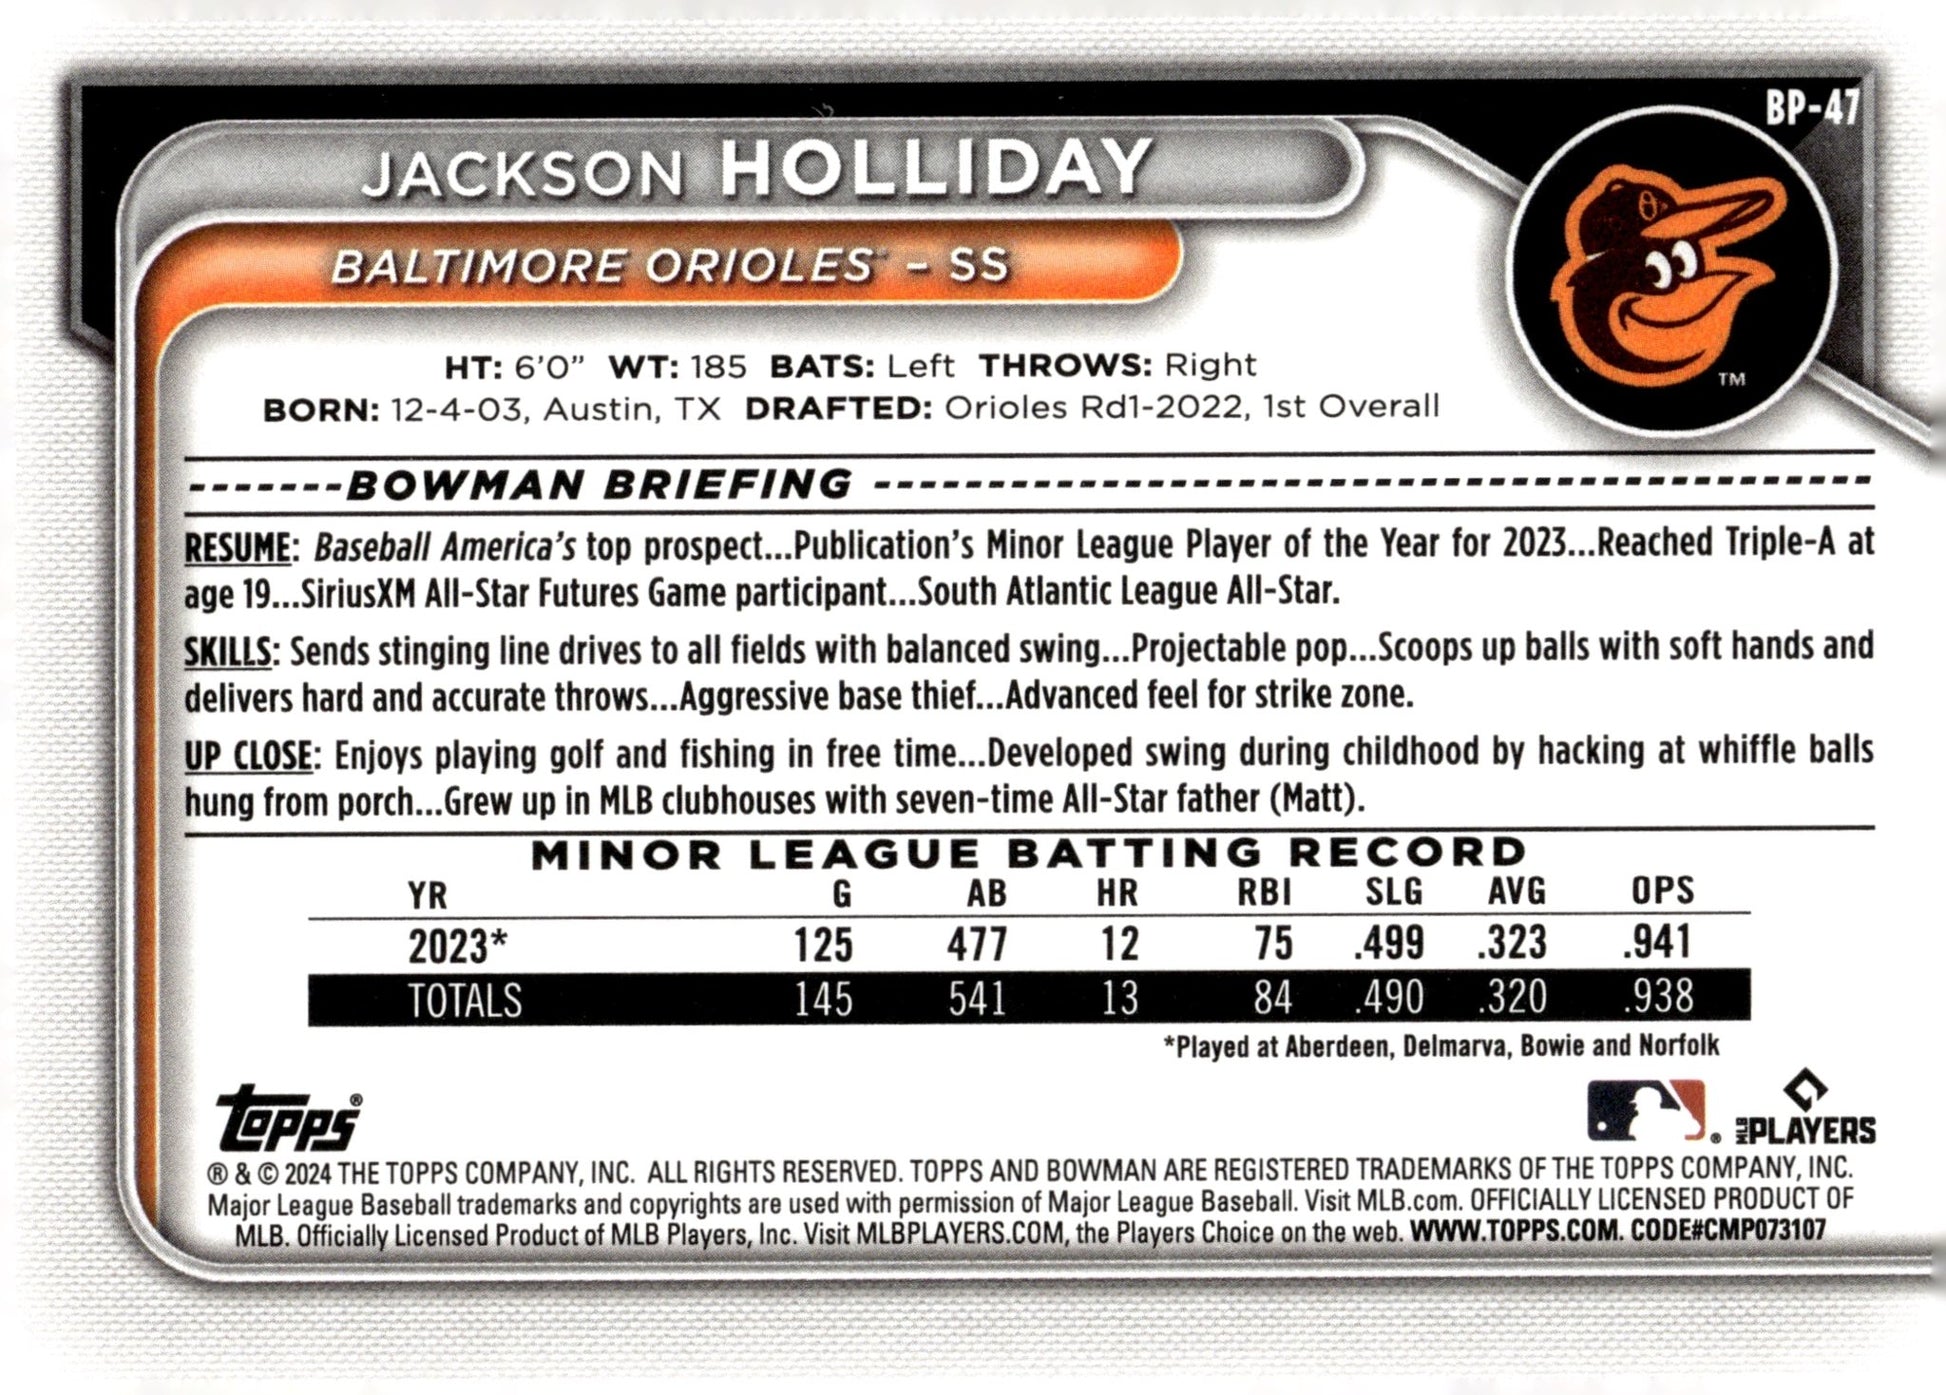 BP-47
JACKSON HOLLIDAY
BALTIMORE ORIOLES™ - SS
TM
HT: 6'0" WT: 185 BATS: Left THROWS: Right
BORN: 12-4-03, Austin, TX DRAFTED: Orioles Rd1-2022, 1st Overall
BOWMAN BRIEFING
RESUME: Baseball America's top prospect...Publication's Minor League Player of the Year for 2023...Reached Triple-A at
age 19...SiriusXM All-Star Futures Game participant...South Atlantic League All-Star.
SKILLS: Sends stinging line drives to all fields with balanced swing...Projectable pop...Scoops up balls with soft hands and
delivers hard and accurate throws...Aggressive base thief...Advanced feel for strike zone.
UP CLOSE: Enjoys playing golf and fishing in free time...Developed swing during childhood by hacking at whiffle balls
hung from porch...Grew up in MLB clubhouses with seven-time All-Star father (Matt).
MINOR LEAGUE BATTING RECORD
YR G AB HR RBI SLG AVG OPS
2023* 125 477 12 75 .499 .323 .941
TOTALS 145 541 13 84 .490 .320 .938
*Played at Aberdeen, Delmarva, Bowie and Norfolk
topps® ® MLB PLAYERS
® & © 2024 THE TOPPS COMPANY, INC. ALL RIGHTS RESERVED. TOPPS AND BOWMAN ARE REGISTERED TRADEMARKS OF THE TOPPS COMPANY, INC.
Major League Baseball trademarks and copyrights are used with permission of Major League Baseball. Visit MLB.com. OFFICIALLY LICENSED PRODUCT OF
MLB. Officially Licensed Product of MLB Players, Inc. Visit MLBPLAYERS.COM, the Players Choice on the web. WWW.TOPPS.COM. CODE#CMP073107